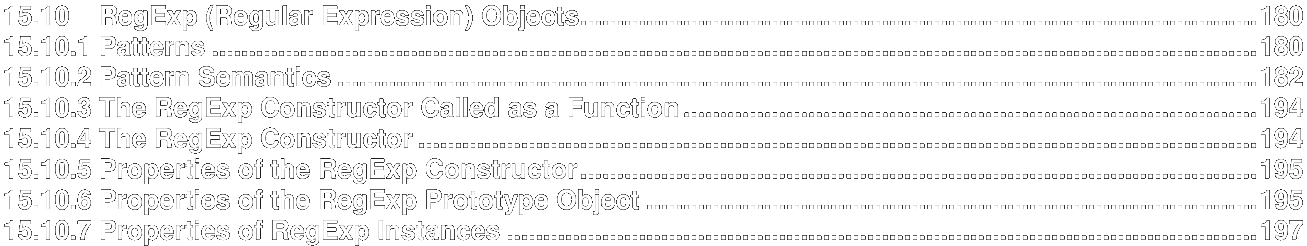 15.10 RegExp (Regular Expression) Objects 180
15.10.1 Patterns 180
15.10.2 Pattern Semantics 182
15.10.3 The RegExp Constructor Called as a Function 194
15.10.4 The RegExp Constructor 194
15.10.5 Properties of the RegExp Constructor 195
15.10.6 Properties of the RegExp Prototype Object 195
15.10.7 Properties of RegExp Instances 197